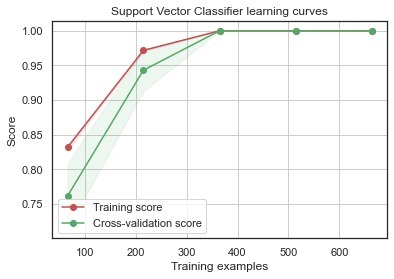 Support Vector Classifier learning curves
1.00
0.95
0.90
0.85
0.80
0.75
Score
Training score
Cross-validation score
100
200
300
400
500
600
Training examples